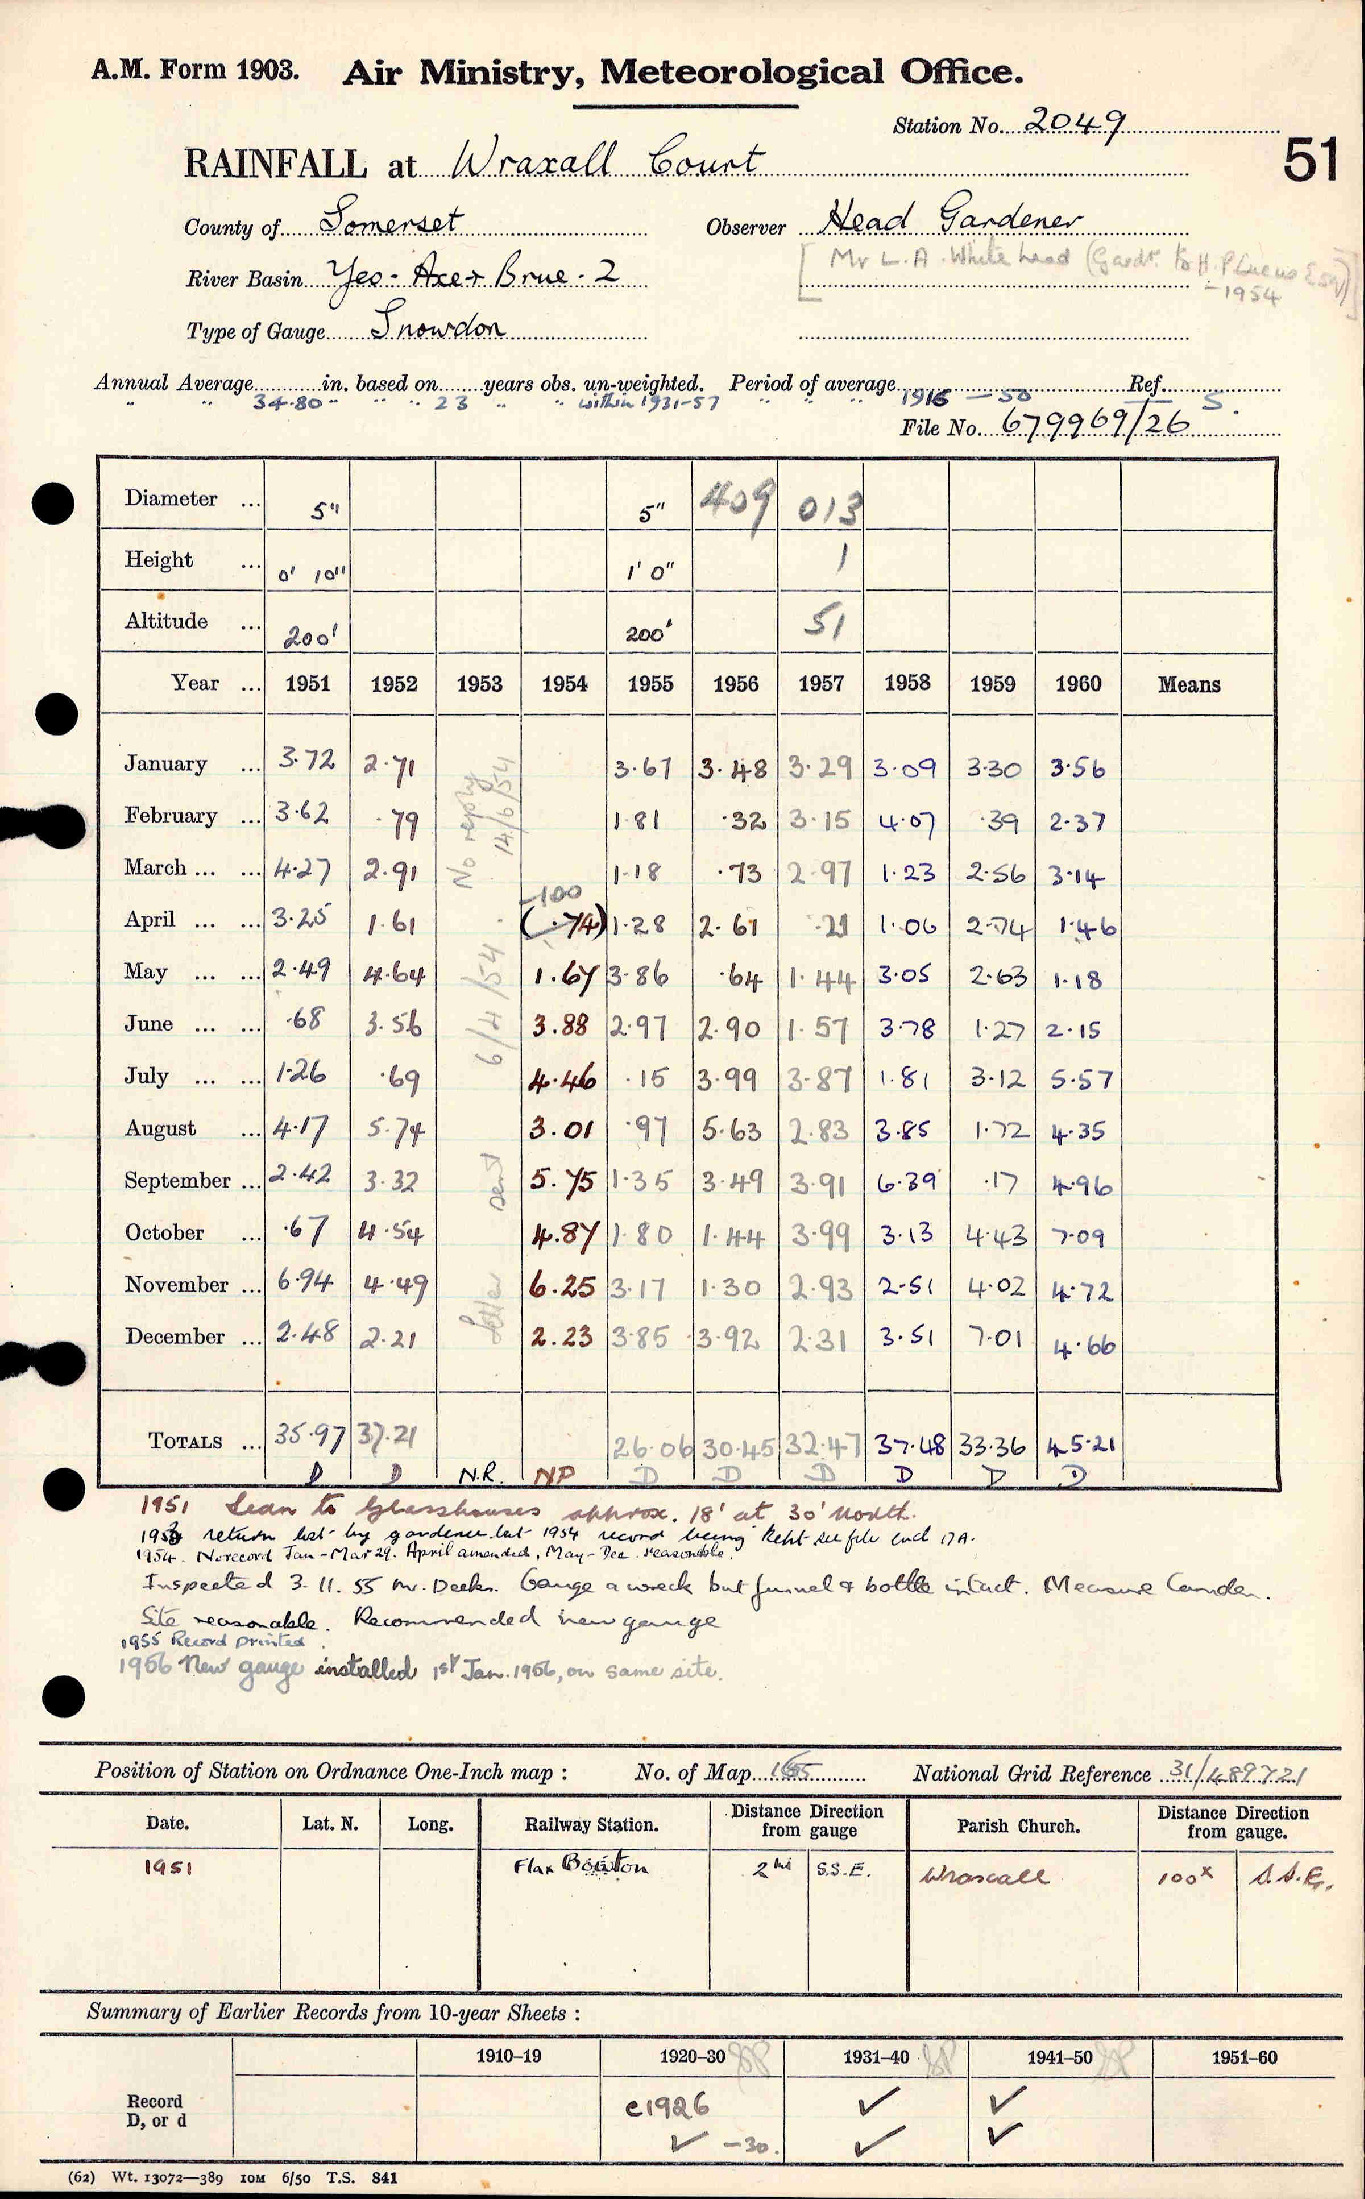 A.M. Form 1903. Air Ministry, Meteorological Office.
Station No. 2049
51
RAINFALL at Wraxall Court
County of Somerset Observer Head Gardener
[Mr L. A. Whitehead (Gardr. to H. P Lucus Esq) -1954]
River Basin Yeo - Axe + Brue - 2
Type of Gauge Snowdon
Annual Average in. based on years obs. un-weighted. Period of average Ref.
" " 34.80 " " " 23 " " within 1931-57 " " " 1916 - 50 S.
File No. 679969/26
Diameter ... 5" 5" 409 013
Height ... 0' 10" 1' 0" 1
Altitude ... 200' 200' 51
Year ... 1951 1952 1953 1954 1955 1956 1957 1958 1959 1960 Means
January ... 3.72 2.71 3.67 3.48 3.29 3.09 3.30 3.56
February ... 3.62 .79 1.81 .32 3.15 4.07 .39 2.37
March ... ... 4.27 2.91 1.18 .73 2.97 1.23 2.56 3.14
-100
April ... ... 3.25 1.61 (.74) 1.28 2.61 .21 1.06 2.74 1.46
May ... ... 2.49 4.64 1.67 3.86 .64 1.44 3.05 2.63 1.18
June ... ... .68 3.56 3.88 2.97 2.90 1.57 3.78 1.27 2.15
July ... ... 1.26 .69 4.46 .15 3.99 3.87 1.81 3.12 5.57
August ... 4.17 5.74 3.01 .97 5.63 2.83 3.85 1.72 4.35
September ... 2.42 3.32 5.75 1.35 3.49 3.91 6.39 .17 4.96
October ... .67 4.54 4.87 1.80 1.44 3.99 3.13 4.43 7.09
November ... 6.94 4.49 6.25 3.17 1.30 2.93 2.51 4.02 4.72
December ... 2.48 2.21 2.23 3.85 3.92 2.31 3.51 7.01 4.66
Letter sent 6/4/54. No reply 14/6/54
TOTALS ... 35.97 37.21 26.06 30.45 32.47 37.48 33.36 45.21
D D N.R. NP D D D D D D
1951 Lean to Glasshouses approx. 18' at 30' North.
1953 return lost by gardener but 1954 record being kept see file encl 17A.
1954. No record Jan - Mar 29. April amended, May - Dec reasonable.
Inspected 3. 11. 55 Mr. Deeks. Gauge a wreck but funnel & bottle intact. Measure Camden.
Site reasonable. Recommended new gauge
1955 Record printed.
1956 New gauge installed 1st Jan. 1956, on same site.
Position of Station on Ordnance One-Inch map : No. of Map 165 National Grid Reference 31/489721
Date. Lat. N. Long. Railway Station. Distance Direction from gauge Parish Church. Distance Direction from gauge.
1951 Flax Bourton 2 mi S.S.E. Wraxall 100x S.S.E.
Summary of Earlier Records from 10-year Sheets :
1910–19 1920–30 1931–40 1941–50 1951–60
Record D, or d c1926 ✓ ✓
✓ -30. ✓ ✓
(62) Wt. 13072—389 10M 6/50 T.S. 841